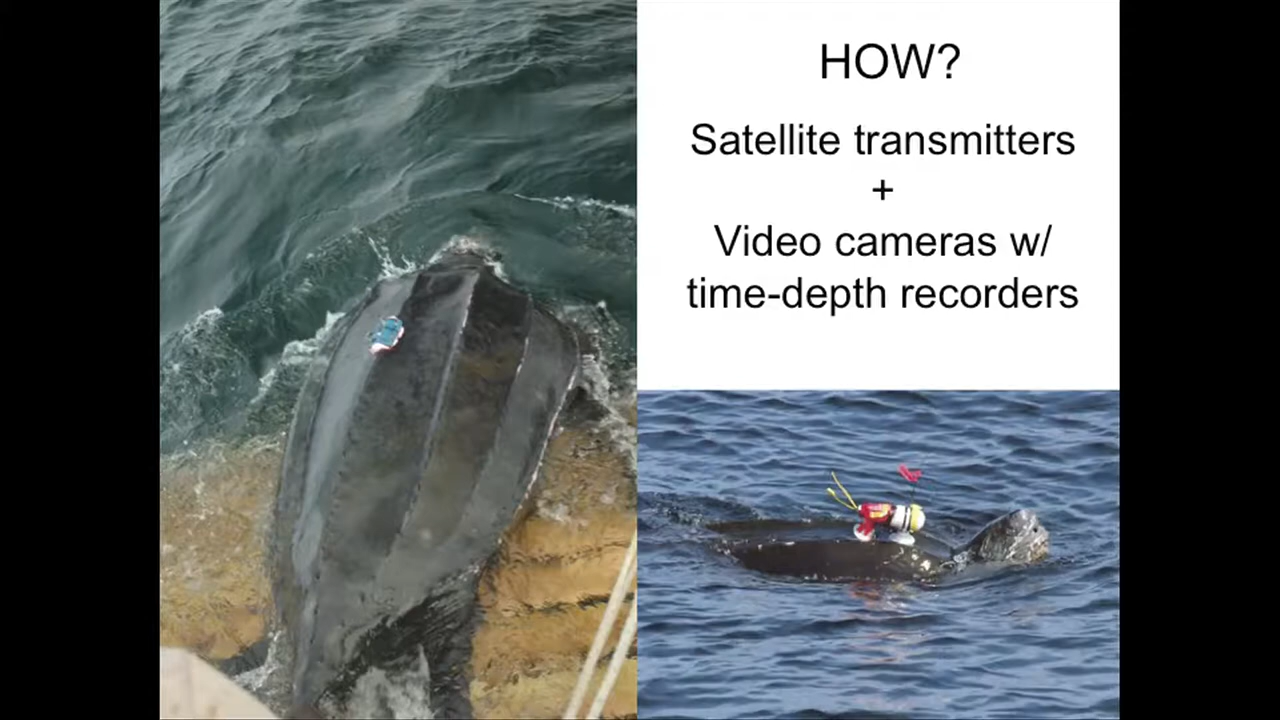 HOW?
Satellite transmitters
+
Video cameras w/
time-depth recorders